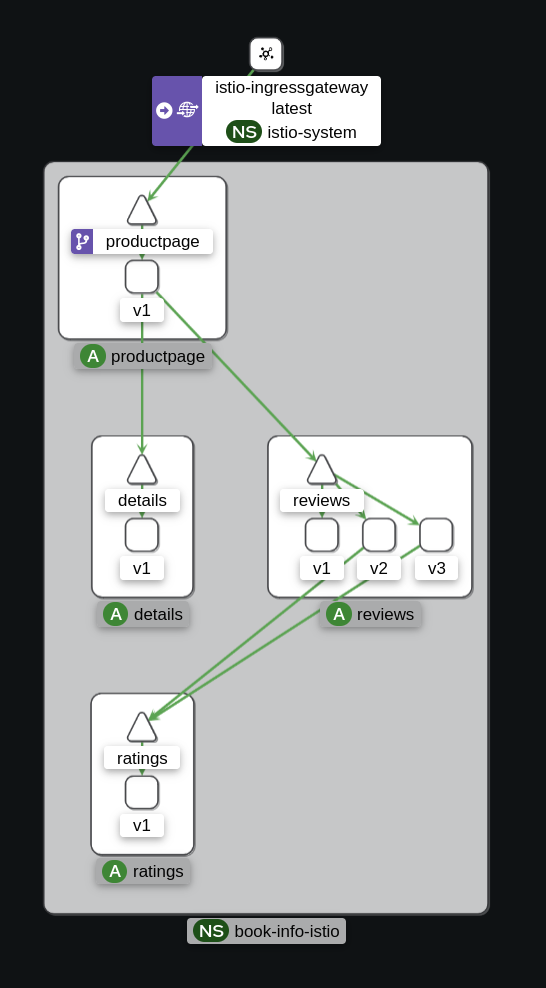 istio-ingressgateway
latest
NS istio-system
productpage
v1
A productpage
details
v1
A details
reviews
v1 v2 v3
A reviews
ratings
v1
A ratings
NS book-info-istio